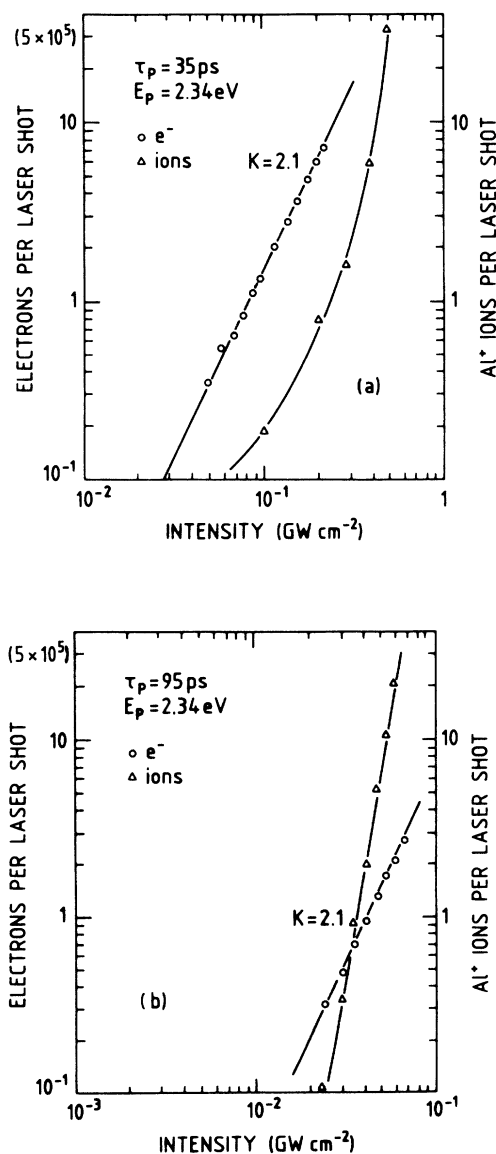 (5×10⁵)
τₚ = 35ps
Eₚ = 2.34eV
○ e⁻
△ ions
K = 2.1
(a)
10
1
10⁻¹
10
1
ELECTRONS PER LASER SHOT
Al⁺ IONS PER LASER SHOT
10⁻² 10⁻¹ 1
INTENSITY (GW cm⁻²)
(5×10⁵)
τₚ = 95ps
Eₚ = 2.34eV
○ e⁻
△ ions
K = 2.1
(b)
10
1
10⁻¹
10
1
ELECTRONS PER LASER SHOT
Al⁺ IONS PER LASER SHOT
10⁻³ 10⁻² 10⁻¹
INTENSITY (GW cm⁻²)